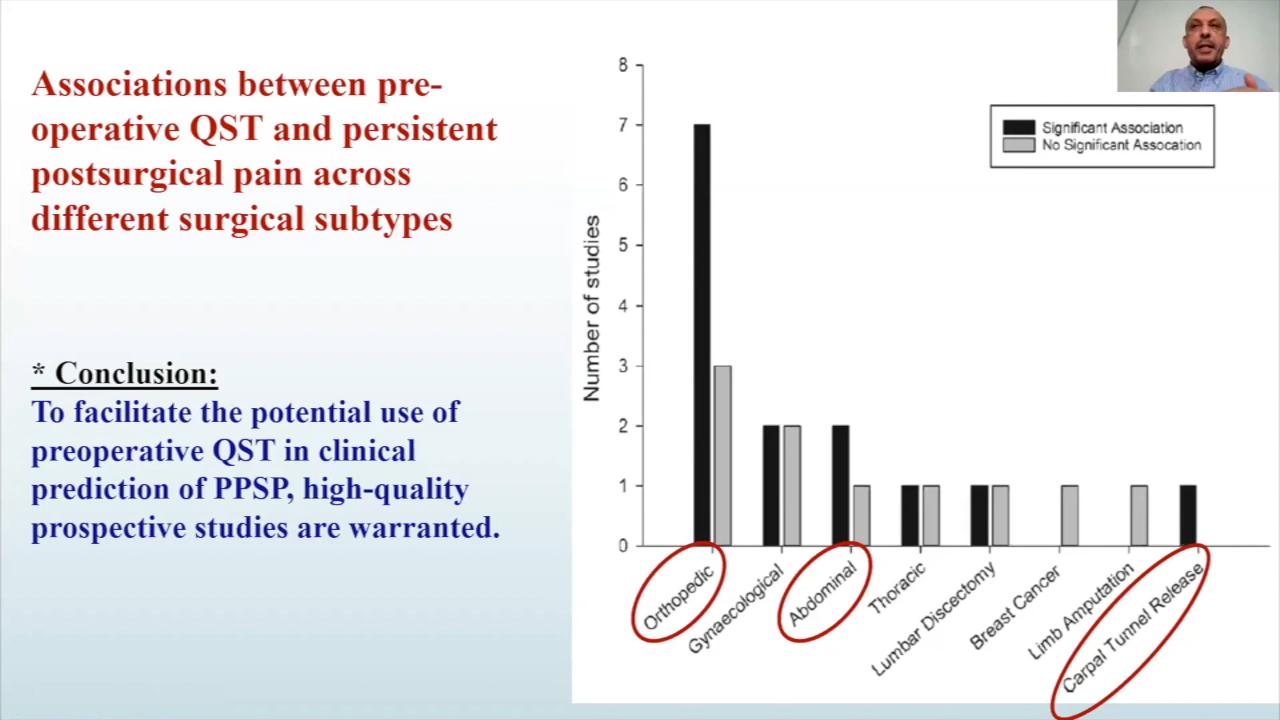 Associations between pre-
operative QST and persistent
postsurgical pain across
different surgical subtypes
* Conclusion:
To facilitate the potential use of
preoperative QST in clinical
prediction of PPSP, high-quality
prospective studies are warranted.
Number of studies
8
7
6
5
4
3
2
1
0
Significant Association
No Significant Assocation
Orthopedic
Gynaecological
Abdominal
Thoracic
Lumbar Discectomy
Breast Cancer
Limb Amputation
Carpal Tunnel Release